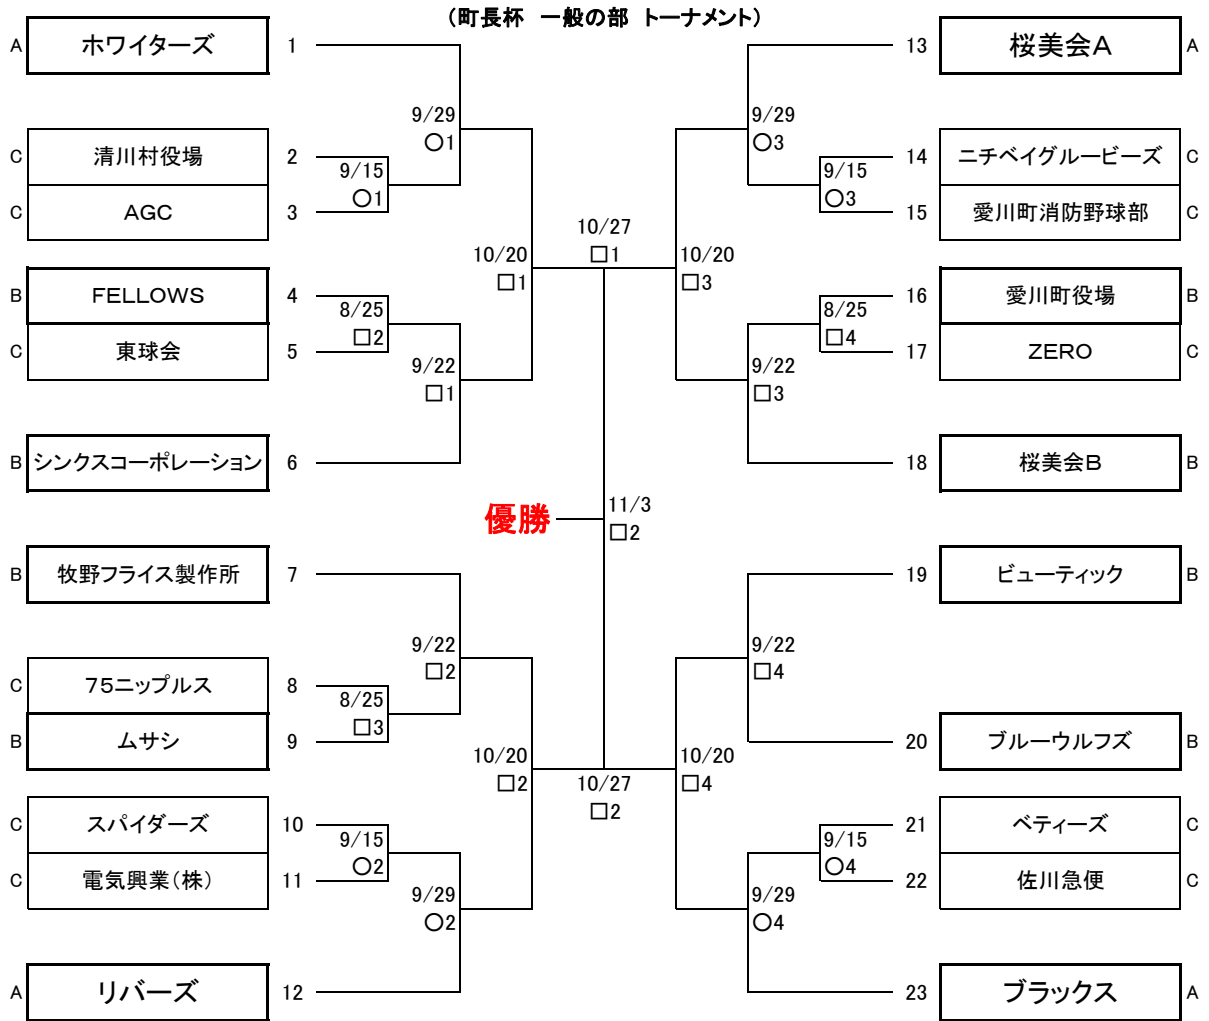 （町長杯　一般の部　トーナメント）
A ホワイターズ 1
C 清川村役場 2
C AGC 3
B FELLOWS 4
C 東球会 5
B シンクスコーポレーション 6
B 牧野フライス製作所 7
C 75ニップルス 8
B ムサシ 9
C スパイダーズ 10
C 電気興業（株） 11
A リバーズ 12
9/15
○1
8/25
□2
8/25
□3
9/15
○2
9/29
○1
9/22
□1
9/22
□2
9/29
○2
10/20
□1
10/20
□2
10/27
□1
優勝
11/3
□2
10/27
□2
10/20
□3
10/20
□4
9/29
○3
9/22
□3
9/22
□4
9/29
○4
9/15
○3
8/25
□4
9/15
○4
13 桜美会A A
14 ニチベイグルービーズ C
15 愛川町消防野球部 C
16 愛川町役場 B
17 ZERO C
18 桜美会B B
19 ビューティック B
20 ブルーウルフズ B
21 ベティーズ C
22 佐川急便 C
23 ブラックス A